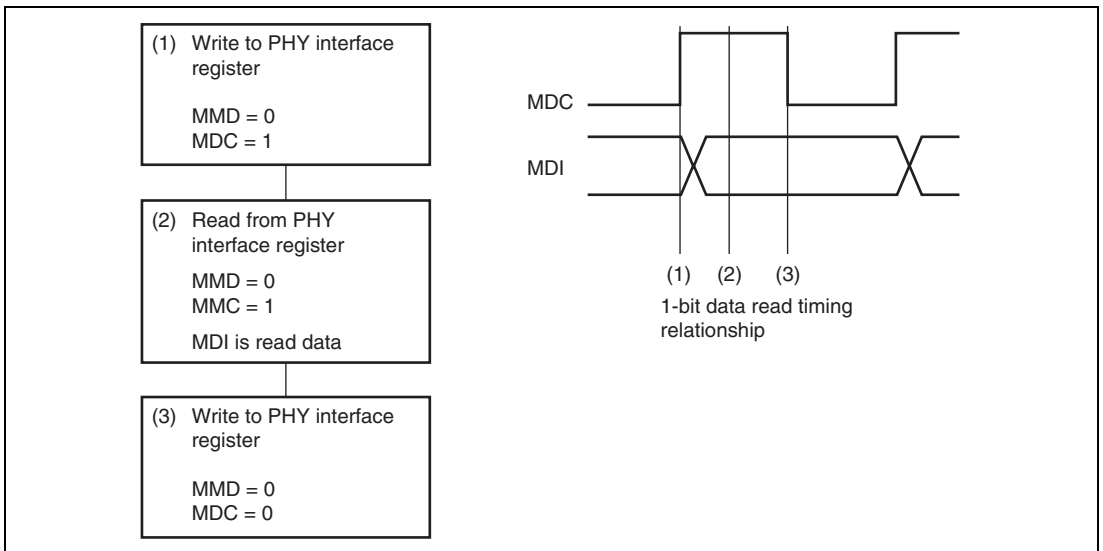 (1) Write to PHY interface
register
MMD = 0
MDC = 1
(2) Read from PHY
interface register
MMD = 0
MMC = 1
MDI is read data
(3) Write to PHY interface
register
MMD = 0
MDC = 0
MDC
MDI
(1) (2) (3)
1-bit data read timing
relationship